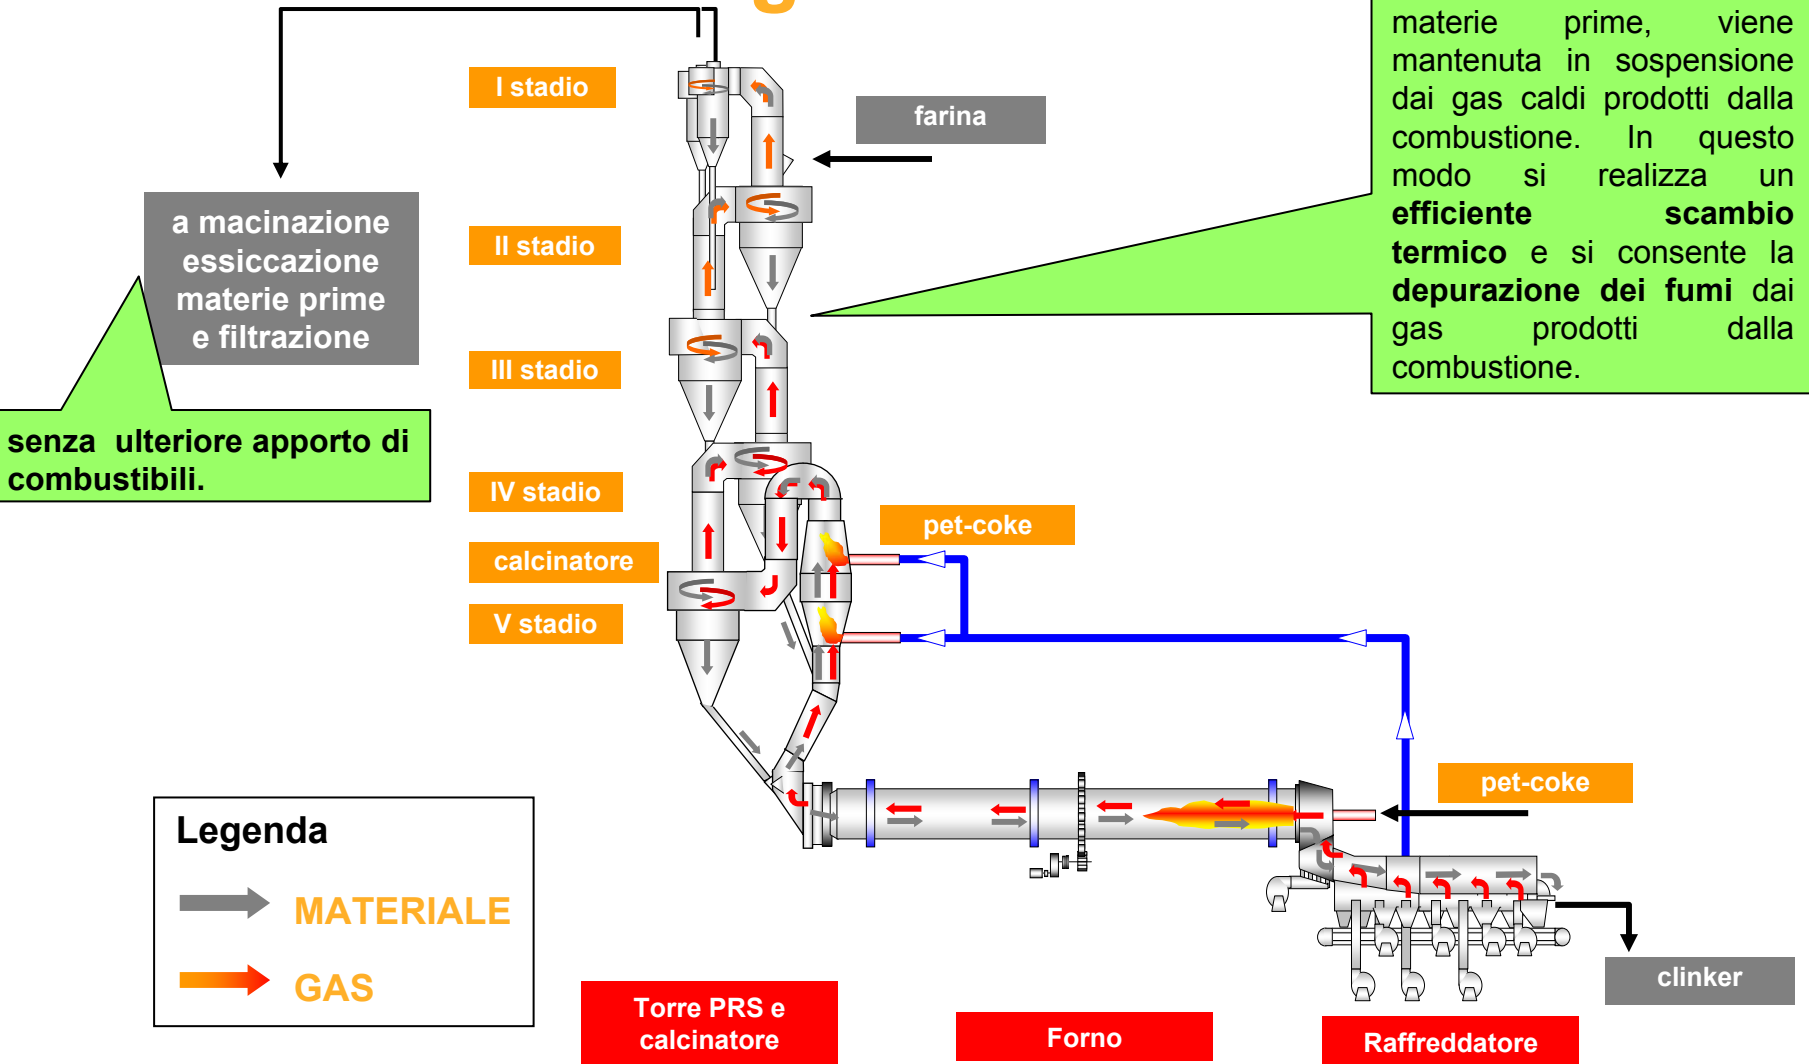 g
materie prime, viene
mantenuta in sospensione
dai gas caldi prodotti dalla
combustione. In questo
modo si realizza un
efficiente scambio
termico e si consente la
depurazione dei fumi dai
gas prodotti dalla
combustione.
I stadio
farina
a macinazione
essiccazione
materie prime
e filtrazione
II stadio
III stadio
senza ulteriore apporto di
combustibili.
IV stadio
pet-coke
calcinatore
V stadio
pet-coke
Legenda
MATERIALE
GAS
clinker
Torre PRS e
calcinatore
Forno
Raffreddatore